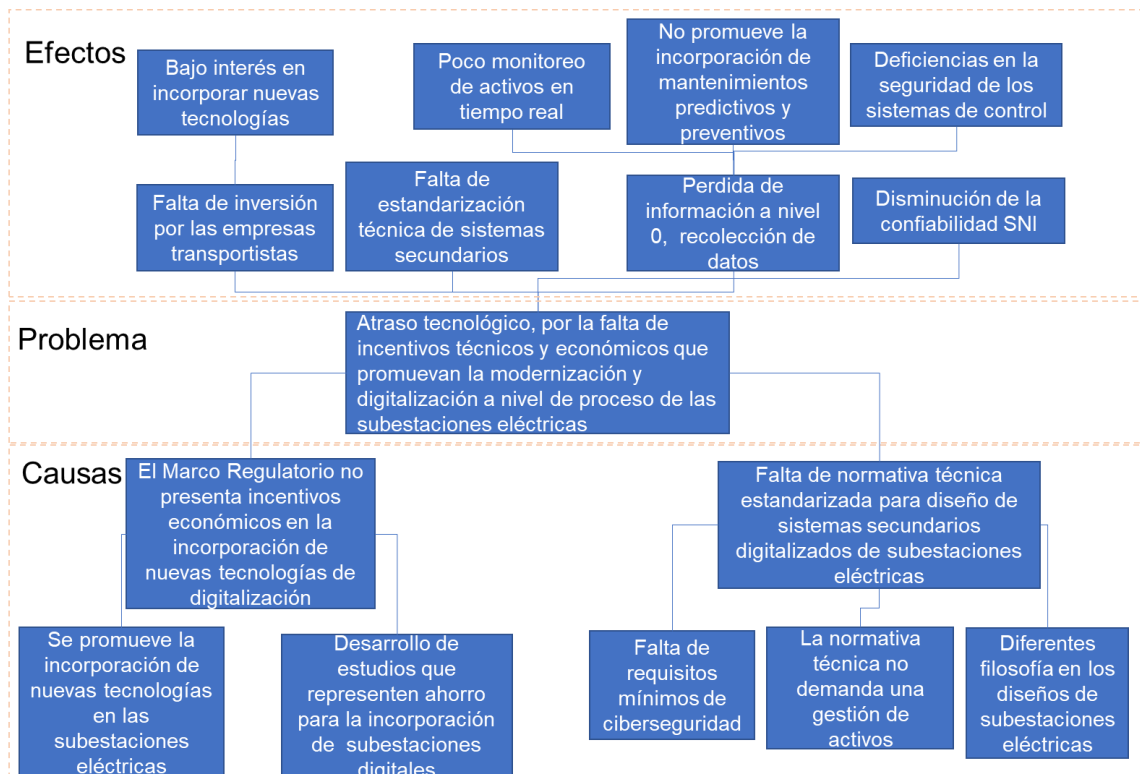 Efectos
Bajo interés en
incorporar nuevas
tecnologías
Poco monitoreo
de activos en
tiempo real
No promueve la
incorporación de
mantenimientos
predictivos y
preventivos
Deficiencias en la
seguridad de los
sistemas de control
Falta de inversión
por las empresas
transportistas
Falta de
estandarización
técnica de sistemas
secundarios
Perdida de
información a nivel
0, recolección de
datos
Disminución de la
confiabilidad SNI
Problema
Atraso tecnológico, por la falta de
incentivos técnicos y económicos que
promuevan la modernización y
digitalización a nivel de proceso de las
subestaciones eléctricas
Causas
El Marco Regulatorio no
presenta incentivos
económicos en la
incorporación de
nuevas tecnologías de
digitalización
Falta de normativa técnica
estandarizada para diseño de
sistemas secundarios
digitalizados de subestaciones
eléctricas
Se promueve la
incorporación de
nuevas tecnologías
en las
subestaciones
eléctricas
Desarrollo de
estudios que
representen ahorro
para la incorporación
de subestaciones
digitales
Falta de
requisitos
mínimos de
ciberseguridad
La normativa
técnica no
demanda una
gestión de
activos
Diferentes
filosofía en los
diseños de
subestaciones
eléctricas